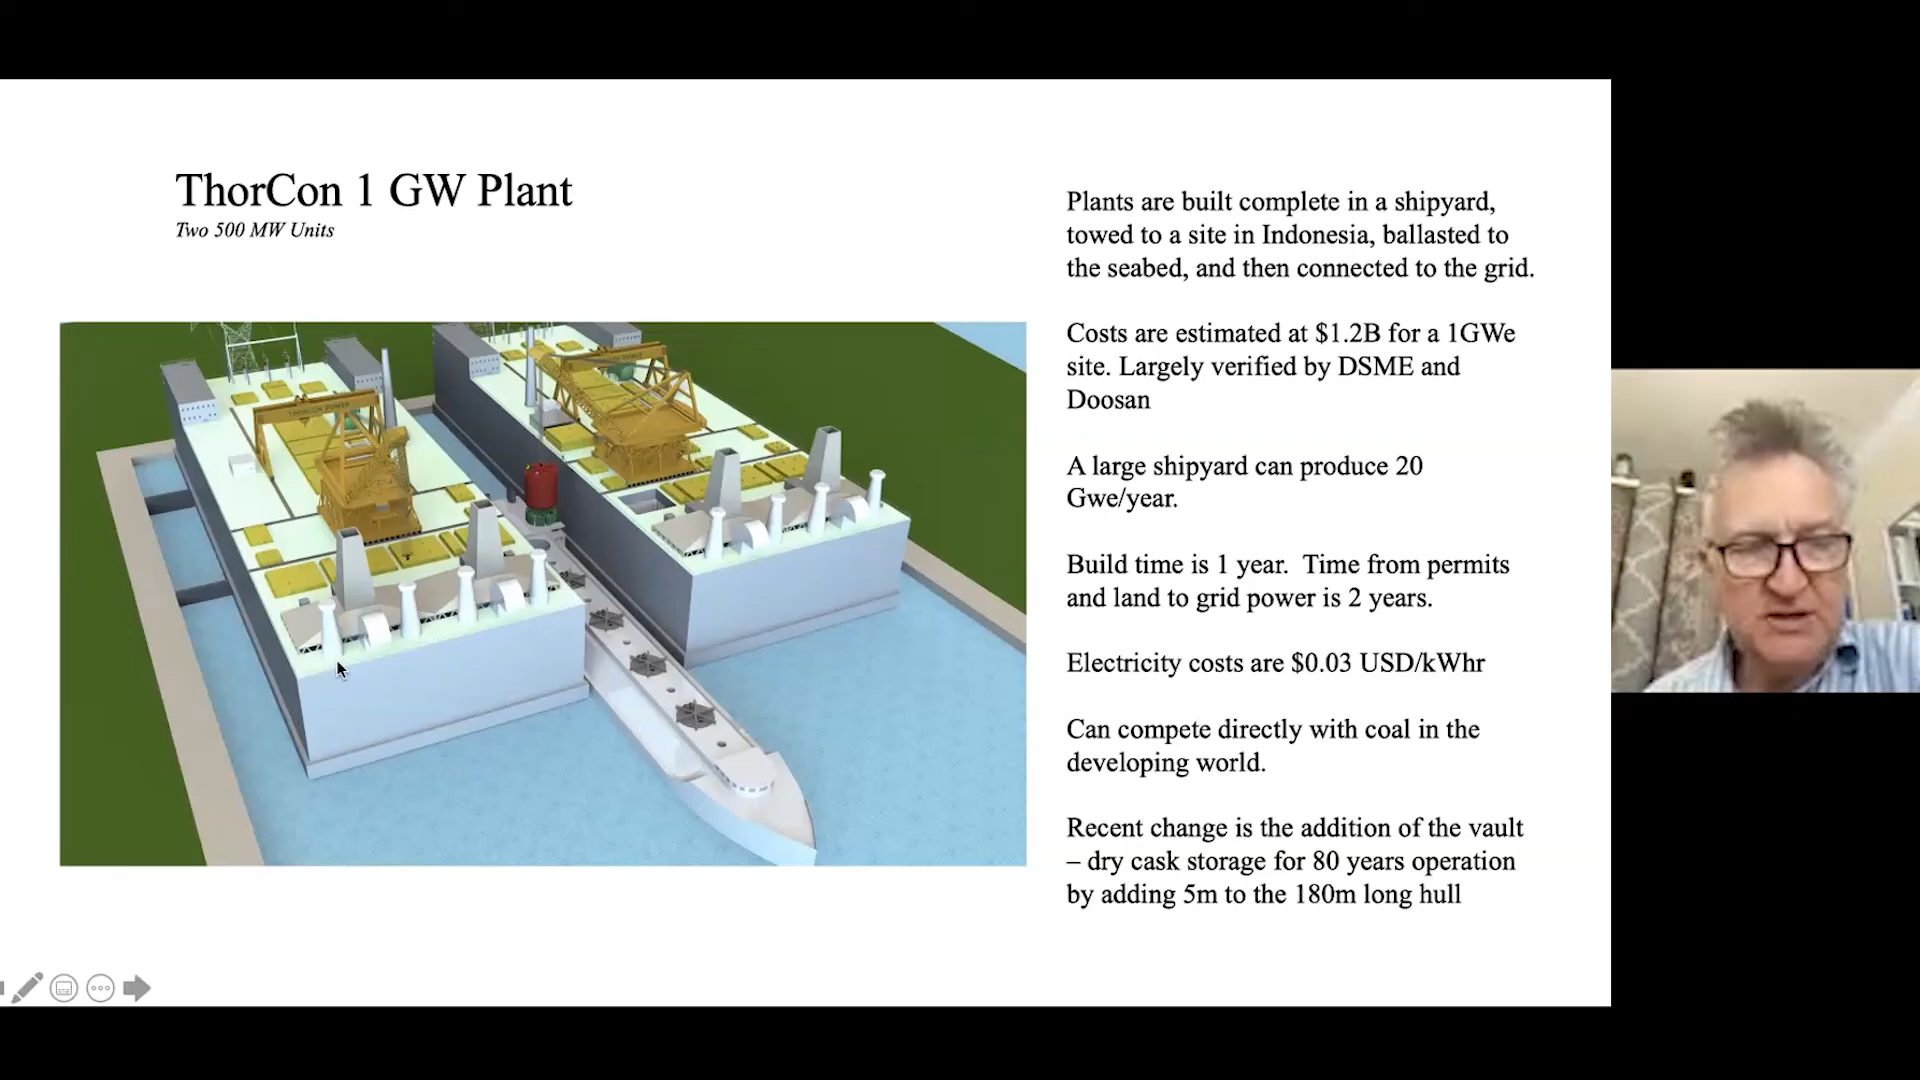 ThorCon 1 GW Plant
Two 500 MW Units
Plants are built complete in a shipyard,
towed to a site in Indonesia, ballasted to
the seabed, and then connected to the grid.
Costs are estimated at $1.2B for a 1GWe
site. Largely verified by DSME and
Doosan
A large shipyard can produce 20
Gwe/year.
Build time is 1 year.  Time from permits
and land to grid power is 2 years.
Electricity costs are $0.03 USD/kWhr
Can compete directly with coal in the
developing world.
Recent change is the addition of the vault
– dry cask storage for 80 years operation
by adding 5m to the 180m long hull
THORCON POWER